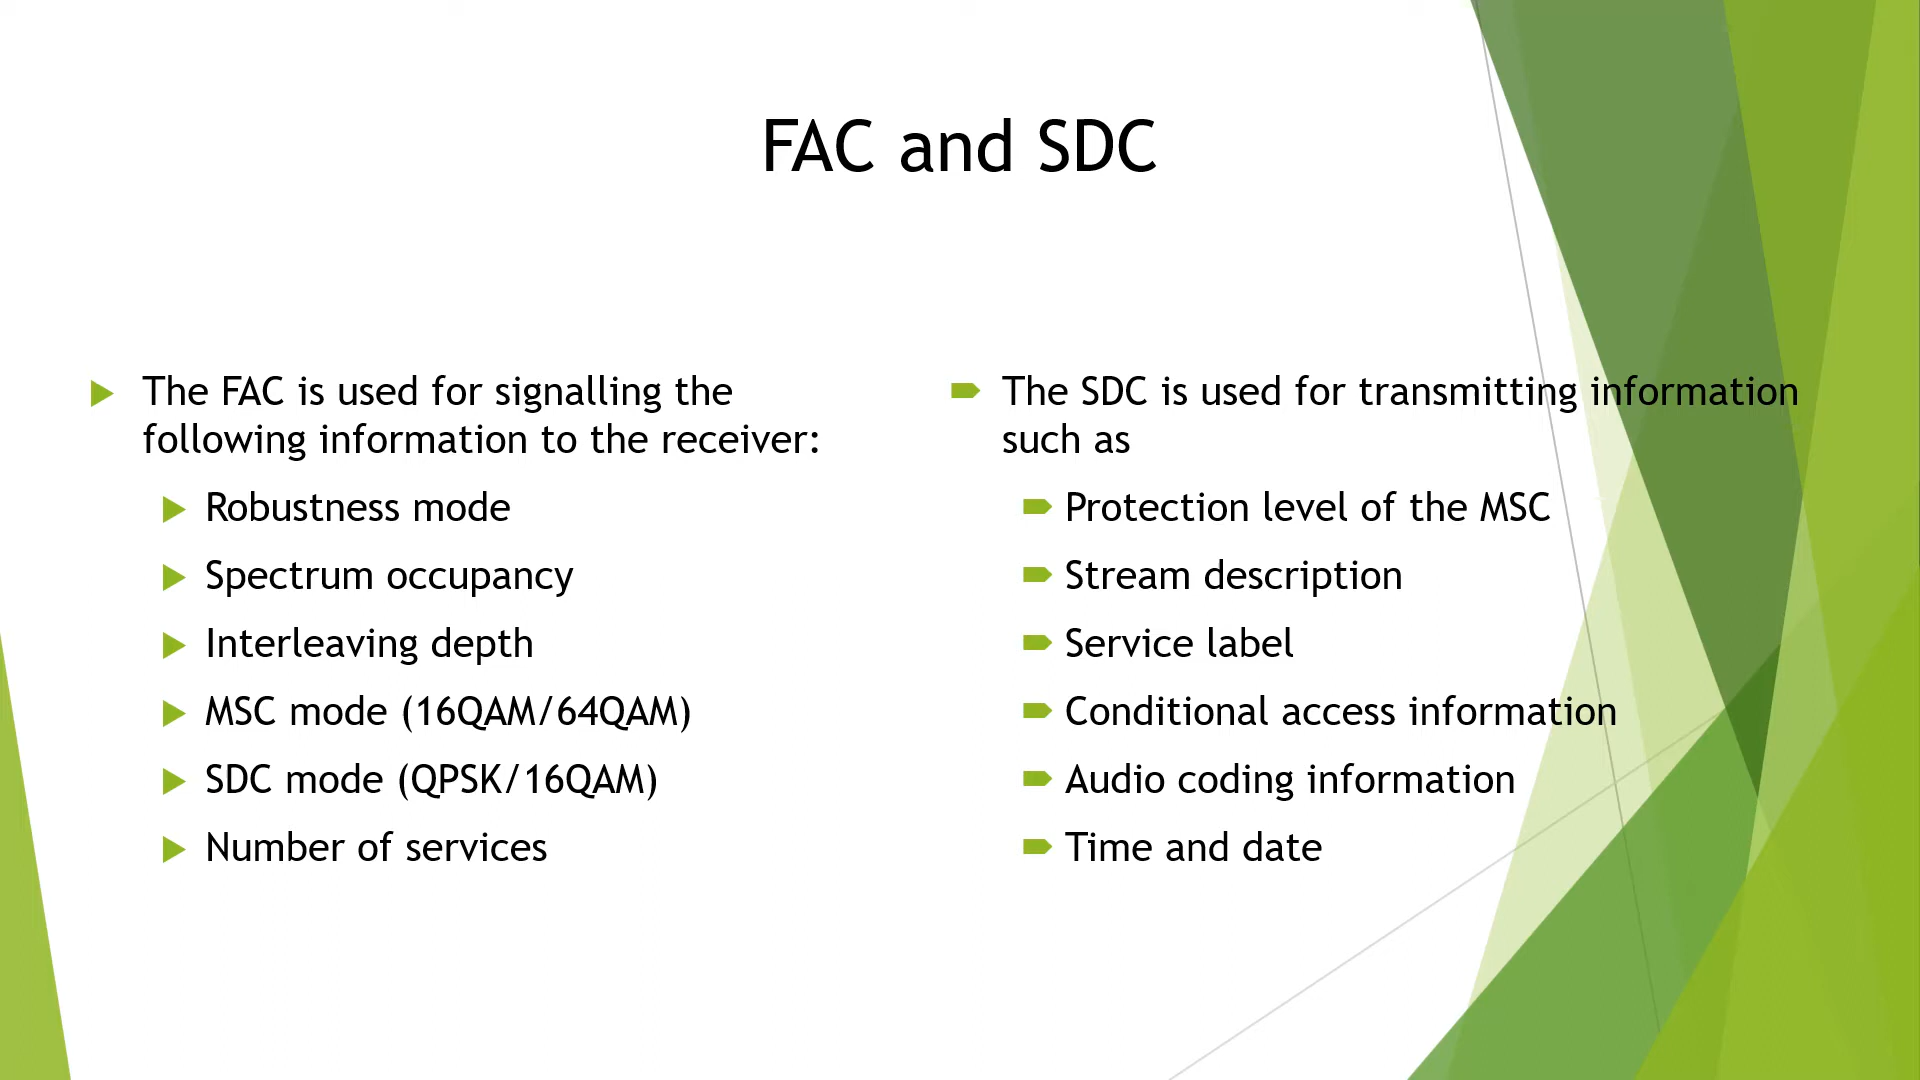 FAC and SDC
The FAC is used for signalling the
following information to the receiver:
Robustness mode
Spectrum occupancy
Interleaving depth
MSC mode (16QAM/64QAM)
SDC mode (QPSK/16QAM)
Number of services
The SDC is used for transmitting information
such as
Protection level of the MSC
Stream description
Service label
Conditional access information
Audio coding information
Time and date